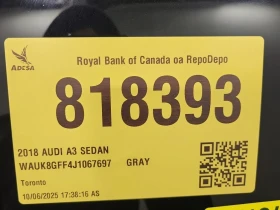 ADCSA
Royal Bank of Canada oa RepoDepo
818393
2018 AUDI A3 SEDAN
WAUK8GFF4J1067697 GRAY
Toronto
10/06/2025 17:38:16 AS